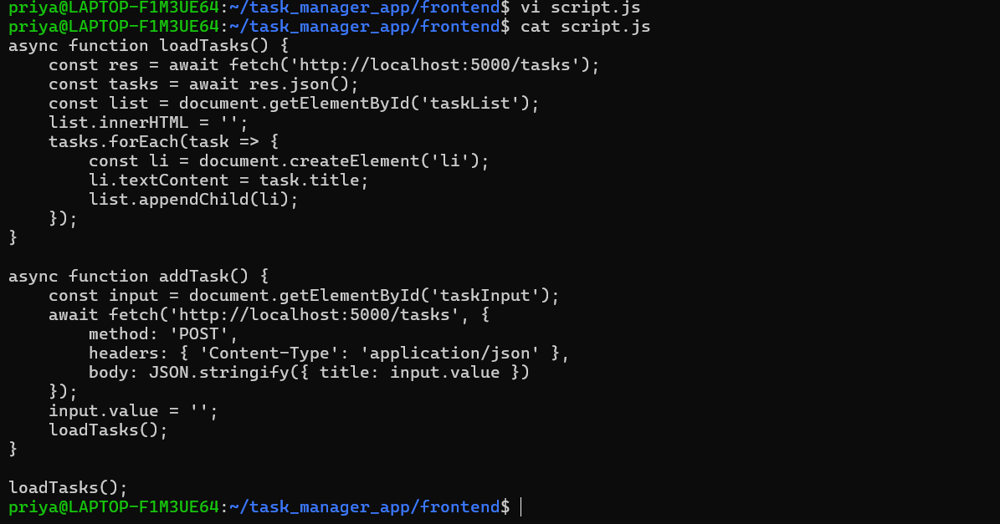 priya@LAPTOP-F1M3UE64:~/task_manager_app/frontend$ vi script.js
priya@LAPTOP-F1M3UE64:~/task_manager_app/frontend$ cat script.js
async function loadTasks() {
    const res = await fetch('http://localhost:5000/tasks');
    const tasks = await res.json();
    const list = document.getElementById('taskList');
    list.innerHTML = '';
    tasks.forEach(task => {
        const li = document.createElement('li');
        li.textContent = task.title;
        list.appendChild(li);
    });
}

async function addTask() {
    const input = document.getElementById('taskInput');
    await fetch('http://localhost:5000/tasks', {
        method: 'POST',
        headers: { 'Content-Type': 'application/json' },
        body: JSON.stringify({ title: input.value })
    });
    input.value = '';
    loadTasks();
}

loadTasks();
priya@LAPTOP-F1M3UE64:~/task_manager_app/frontend$